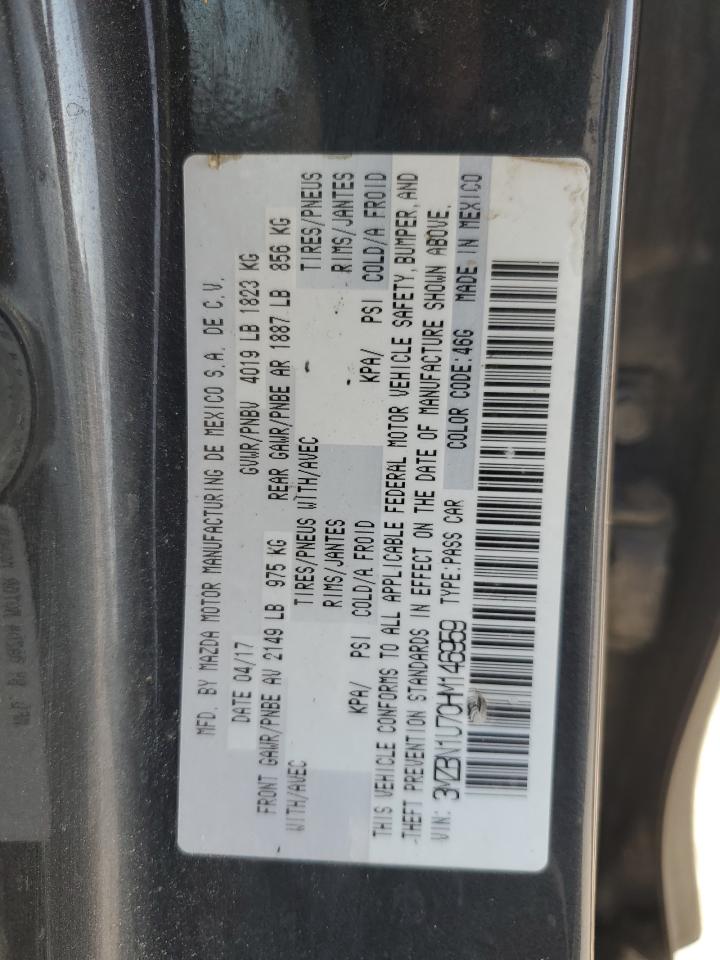 MFD. BY MAZDA MOTOR MANUFACTURING DE MEXICO S.A. DE C.V.
DATE 04/17 GVWR/PNBV 4019 LB 1823 KG
FRONT GAWR/PNBE AV 2149 LB 975 KG REAR GAWR/PNBE AR 1887 LB 856 KG
WITH/AVEC TIRES/PNEUS WITH/AVEC TIRES/PNEUS
RIMS/JANTES RIMS/JANTES
KPA/ PSI COLD/A FROID KPA/ PSI COLD/A FROID
THIS VEHICLE CONFORMS TO ALL APPLICABLE FEDERAL MOTOR VEHICLE SAFETY, BUMPER, AND
THEFT PREVENTION STANDARDS IN EFFECT ON THE DATE OF MANUFACTURE SHOWN ABOVE.
VIN: 3MZBN1U70HM146959 TYPE:PASS CAR COLOR CODE:46G MADE IN MEXICO